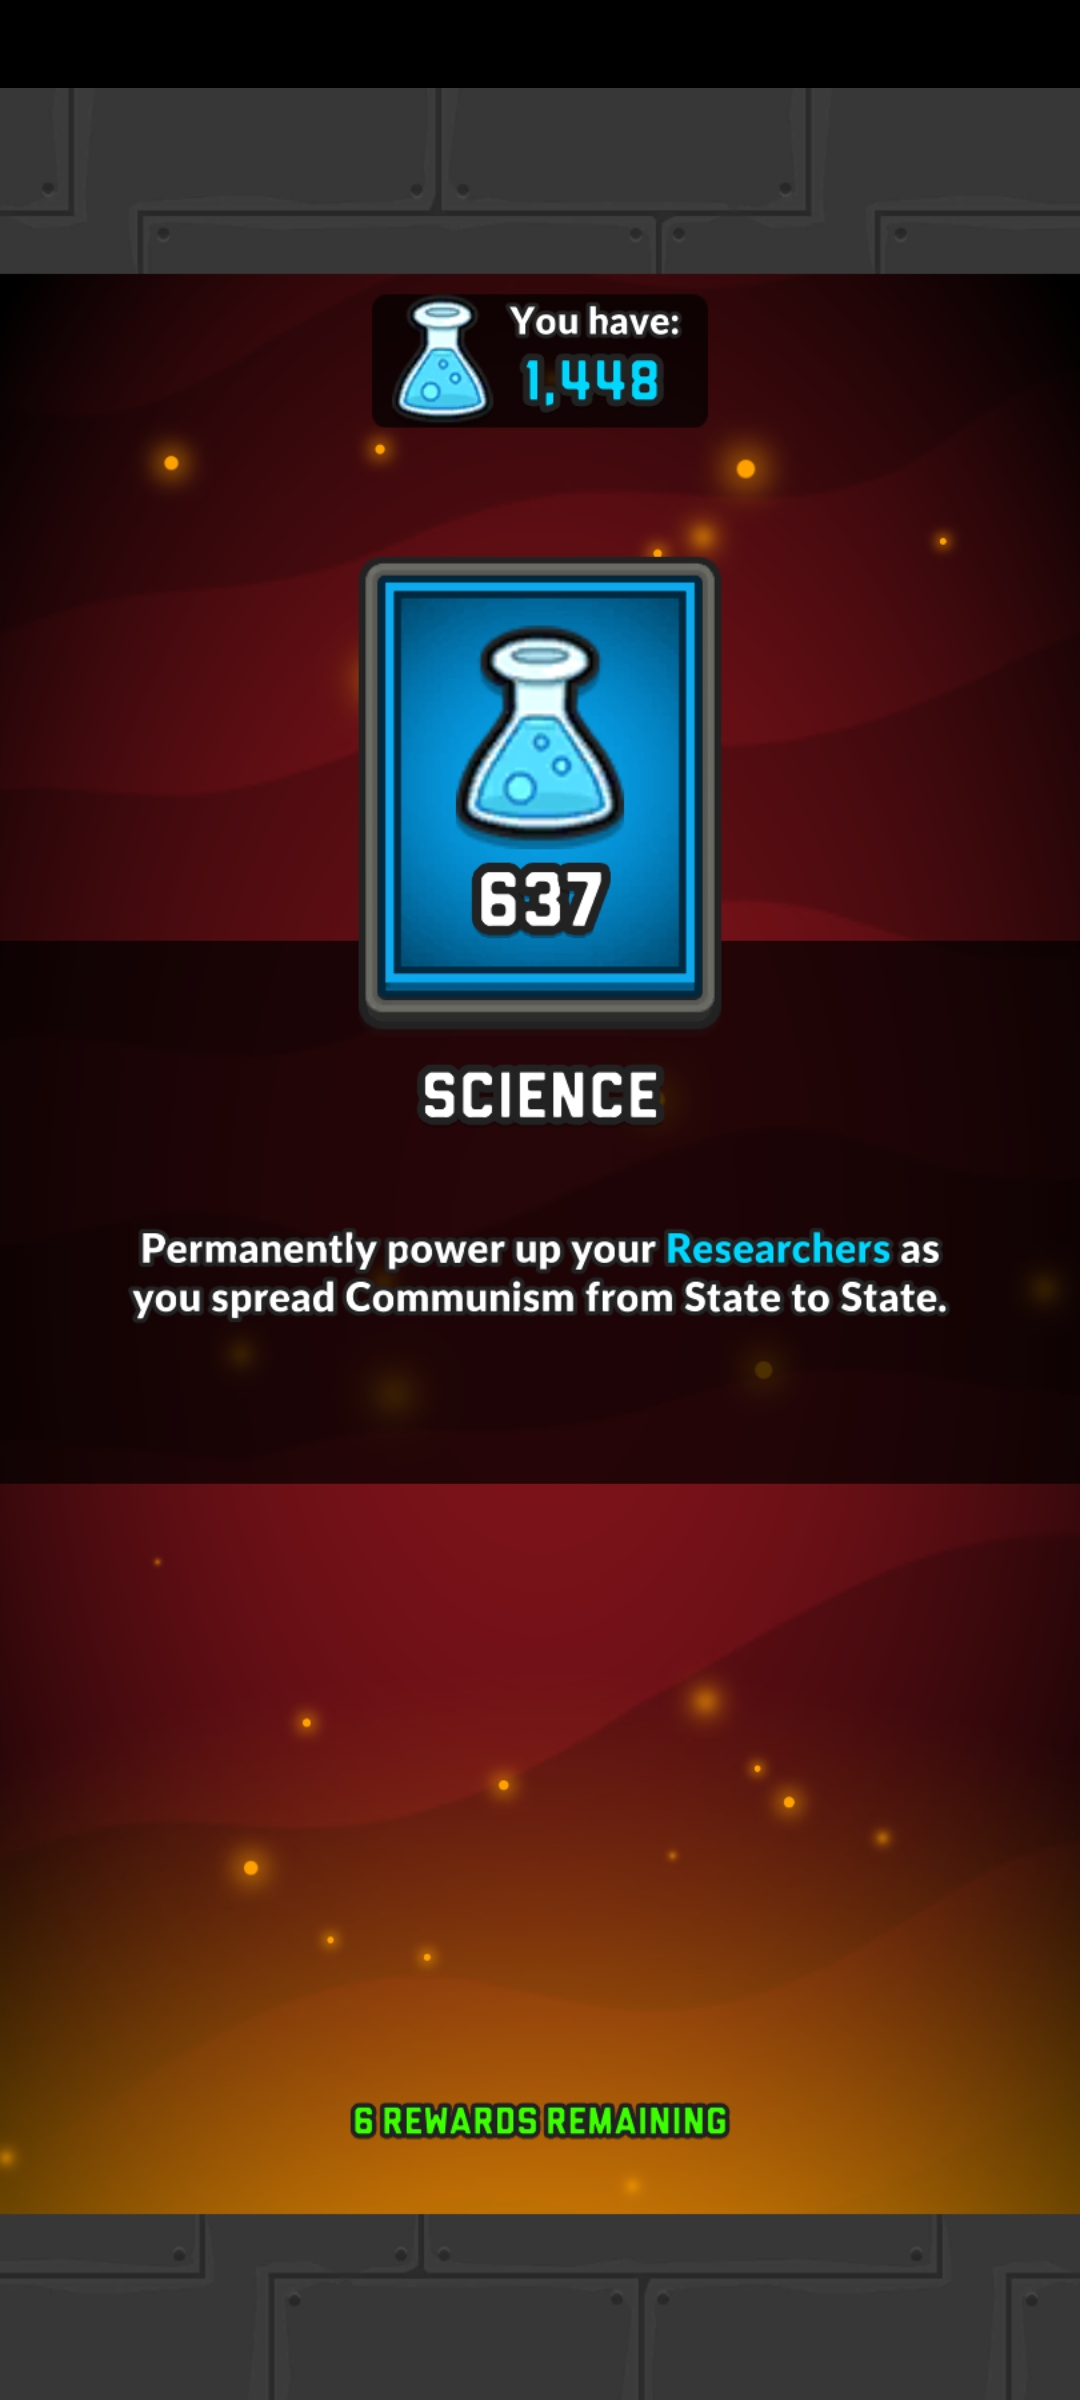 You have:
1,448
637
SCIENCE
Permanently power up your Researchers as
you spread Communism from State to State.
6 REWARDS REMAINING